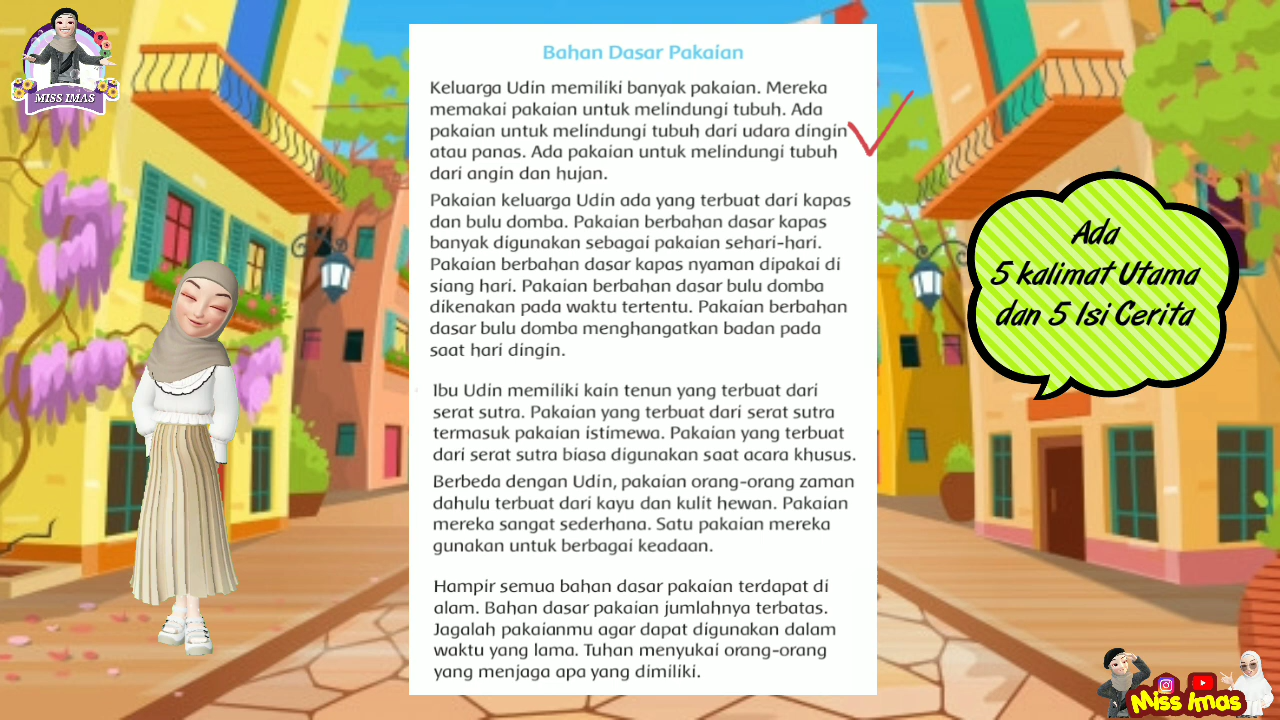 MISS IMAS
Bahan Dasar Pakaian
Keluarga Udin memiliki banyak pakaian. Mereka
memakai pakaian untuk melindungi tubuh. Ada
pakaian untuk melindungi tubuh dari udara dingin
atau panas. Ada pakaian untuk melindungi tubuh
dari angin dan hujan.
Pakaian keluarga Udin ada yang terbuat dari kapas
dan bulu domba. Pakaian berbahan dasar kapas
banyak digunakan sebagai pakaian sehari-hari.
Pakaian berbahan dasar kapas nyaman dipakai di
siang hari. Pakaian berbahan dasar bulu domba
dikenakan pada waktu tertentu. Pakaian berbahan
dasar bulu domba menghangatkan badan pada
saat hari dingin.
Ibu Udin memiliki kain tenun yang terbuat dari
serat sutra. Pakaian yang terbuat dari serat sutra
termasuk pakaian istimewa. Pakaian yang terbuat
dari serat sutra biasa digunakan saat acara khusus.
Berbeda dengan Udin, pakaian orang-orang zaman
dahulu terbuat dari kayu dan kulit hewan. Pakaian
mereka sangat sederhana. Satu pakaian mereka
gunakan untuk berbagai keadaan.
Hampir semua bahan dasar pakaian terdapat di
alam. Bahan dasar pakaian jumlahnya terbatas.
Jagalah pakaianmu agar dapat digunakan dalam
waktu yang lama. Tuhan menyukai orang-orang
yang menjaga apa yang dimiliki.
Ada
5 kalimat Utama
dan 5 Isi Cerita
Miss Imas